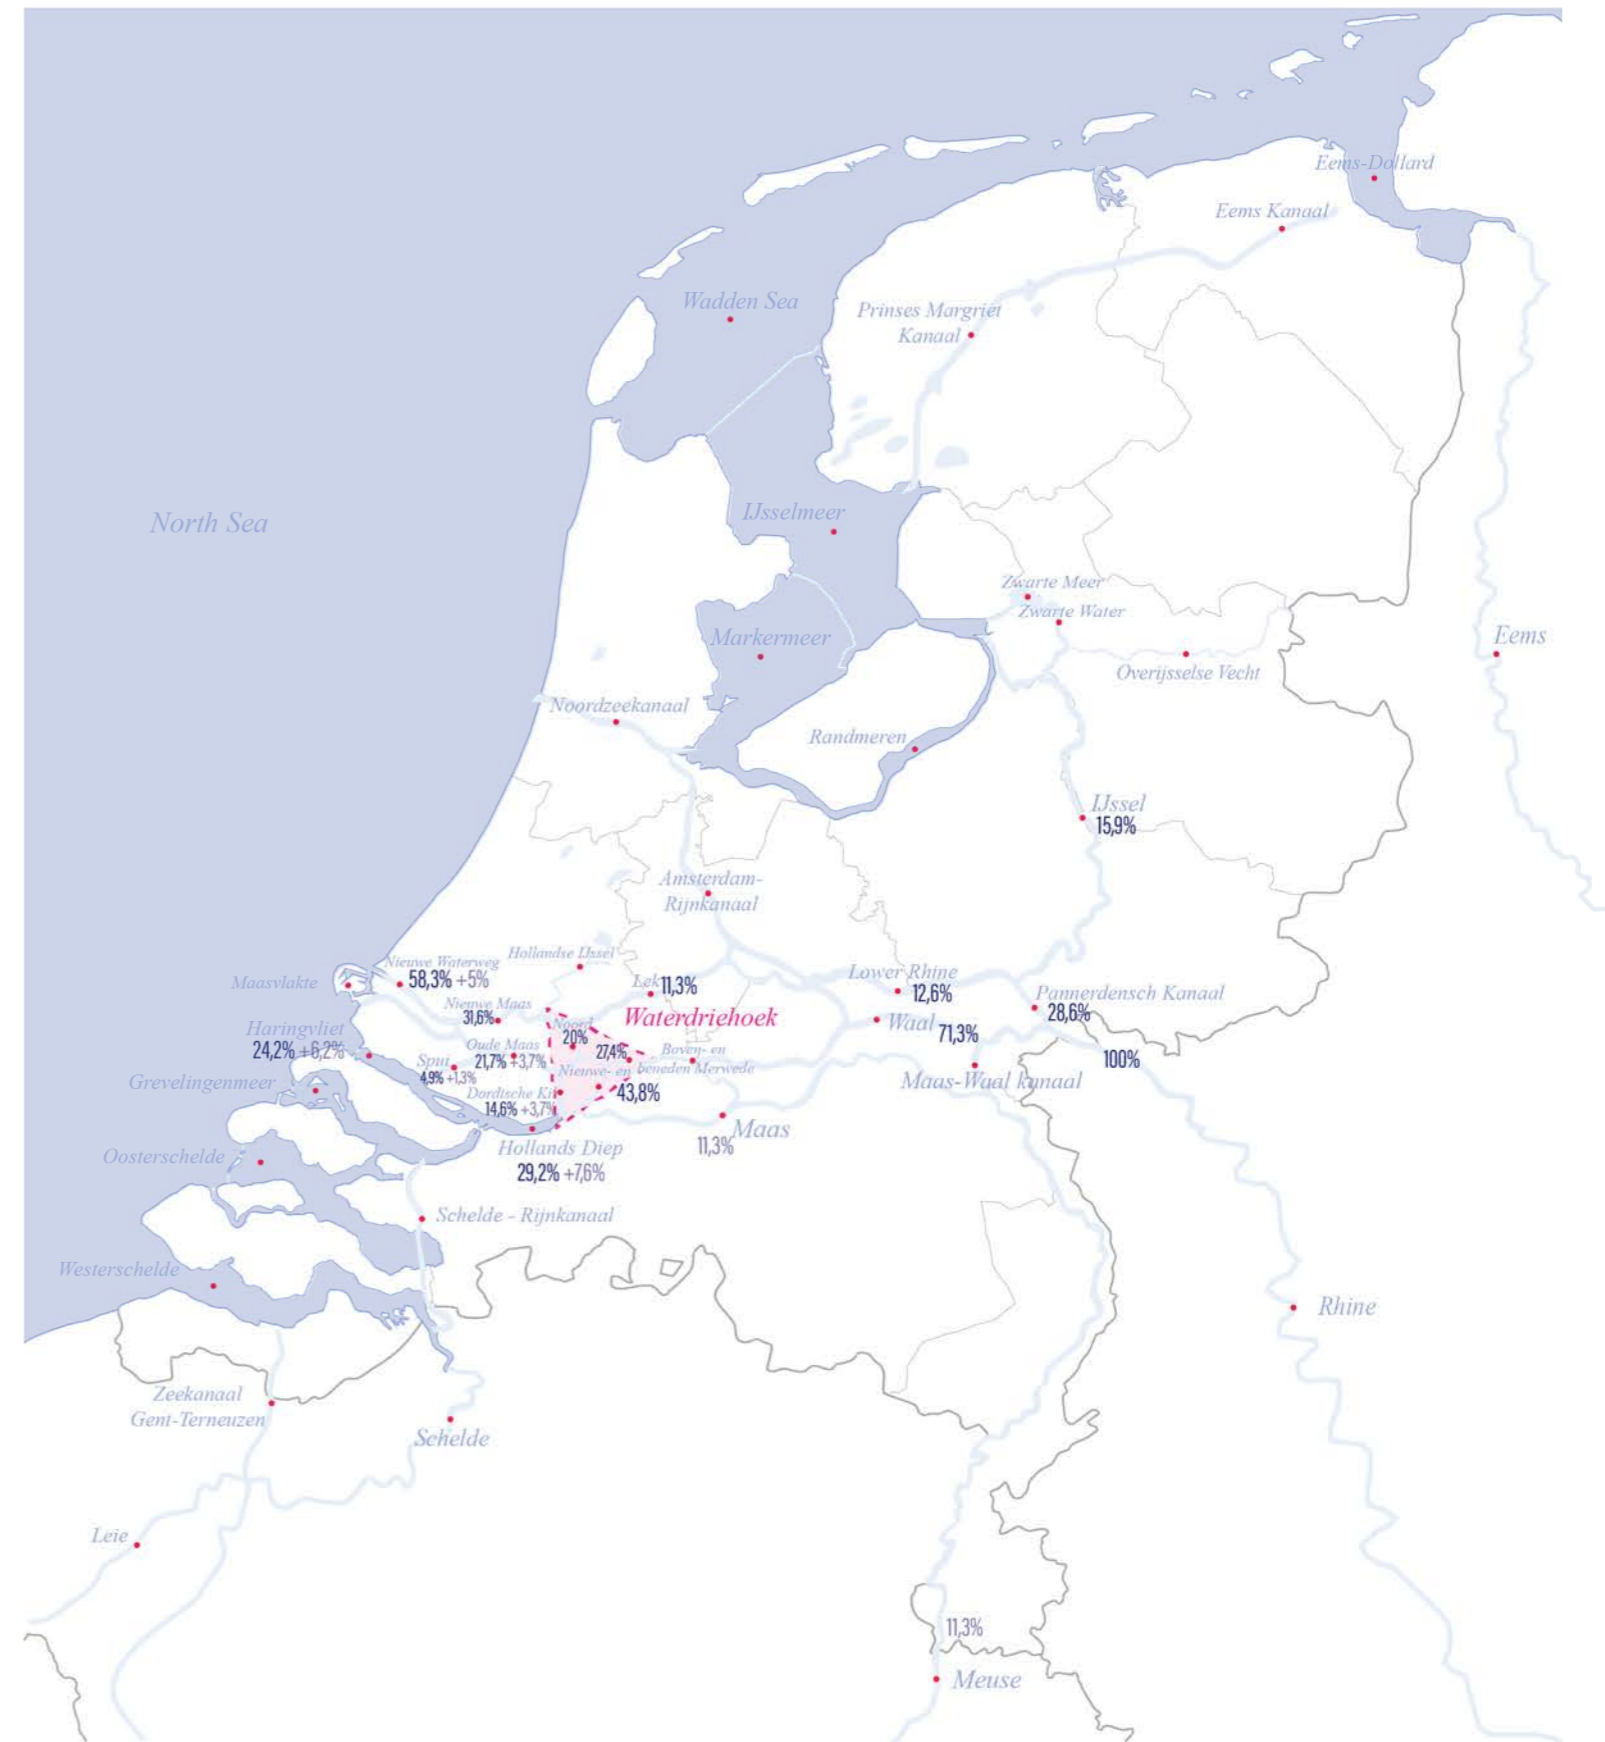 Eems-Dollard
Eems Kanaal
Wadden Sea
Prinses Margriet
Kanaal
North Sea
IJsselmeer
Zwarte Meer
Zwarte Water
Markermeer
Eems
Overijsselse Vecht
Noordzeekanaal
Randmeren
IJssel
15,9%
Amsterdam-
Rijnkanaal
Hollandse IJssel
Nieuwe Waterweg
58,3% +5%
Maasvlakte
Lek 11,3%
Lower Rhine
12,6%
Pannerdensch Kanaal
28,6%
Nieuwe Maas
31,6%
Waterdriehoek
Noord
20%
Waal 71,3%
Haringvliet
24,2% +6,2%
Oude Maas
21,7% +3,7%
27,4%
Boven- en
beneden Merwede
100%
Spui
4,9% +1,3%
Nieuwe- en
Grevelingenmeer
Maas-Waal kanaal
Dordtsche Kil
14,6% +3,7%
43,8%
Maas
11,3%
Hollands Diep
29,2% +7,6%
Oosterschelde
Schelde - Rijnkanaal
Westerschelde
Rhine
Zeekanaal
Gent-Terneuzen
Schelde
Leie
11,3%
Meuse